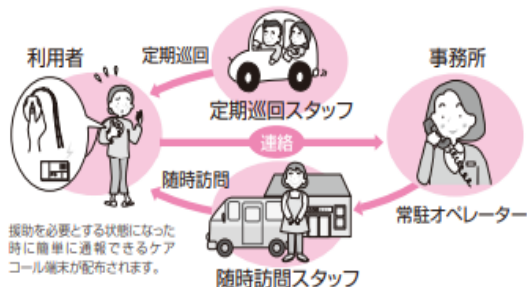 利用者
定期巡回
定期巡回スタッフ
事務所
連絡
随時訪問
常駐オペレーター
随時訪問スタッフ
援助を必要とする状態になった
時に簡単に通報できるケア
コール端末が配布されます。